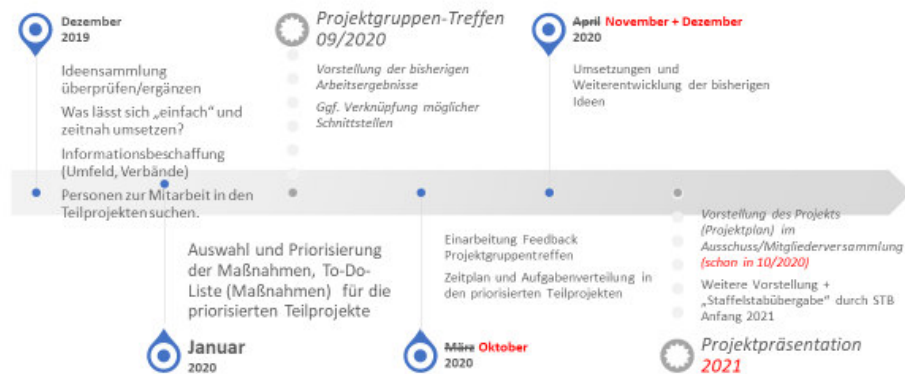 Dezember
2019
Ideensammlung
überprüfen/ergänzen
Was lässt sich „einfach" und
zeitnah umsetzen?
Informationsbeschaffung
(Umfeld, Verbände)
Personen zur Mitarbeit in den
Teilprojekten suchen.
Projektgruppen-Treffen
09/2020
Vorstellung der bisherigen
Arbeitsergebnisse
Ggf. Verknüpfung möglicher
Schnittstellen
April November + Dezember
2020
Umsetzungen und
Weiterentwicklung der bisherigen
Ideen
Auswahl und Priorisierung
der Maßnahmen, To-Do-
Liste (Maßnahmen) für die
priorisierten Teilprojekte
Januar
2020
Einarbeitung Feedback
Projektgruppentreffen
Zeitplan und Aufgabenverteilung in
den priorisierten Teilprojekten
März Oktober
2020
Vorstellung des Projekts
(Projektplan) im
Ausschuss/Mitgliederversammlung
(schon in 10/2020)
Weitere Vorstellung +
„Staffelstabübergabe" durch STB
Anfang 2021
Projektpräsentation
2021